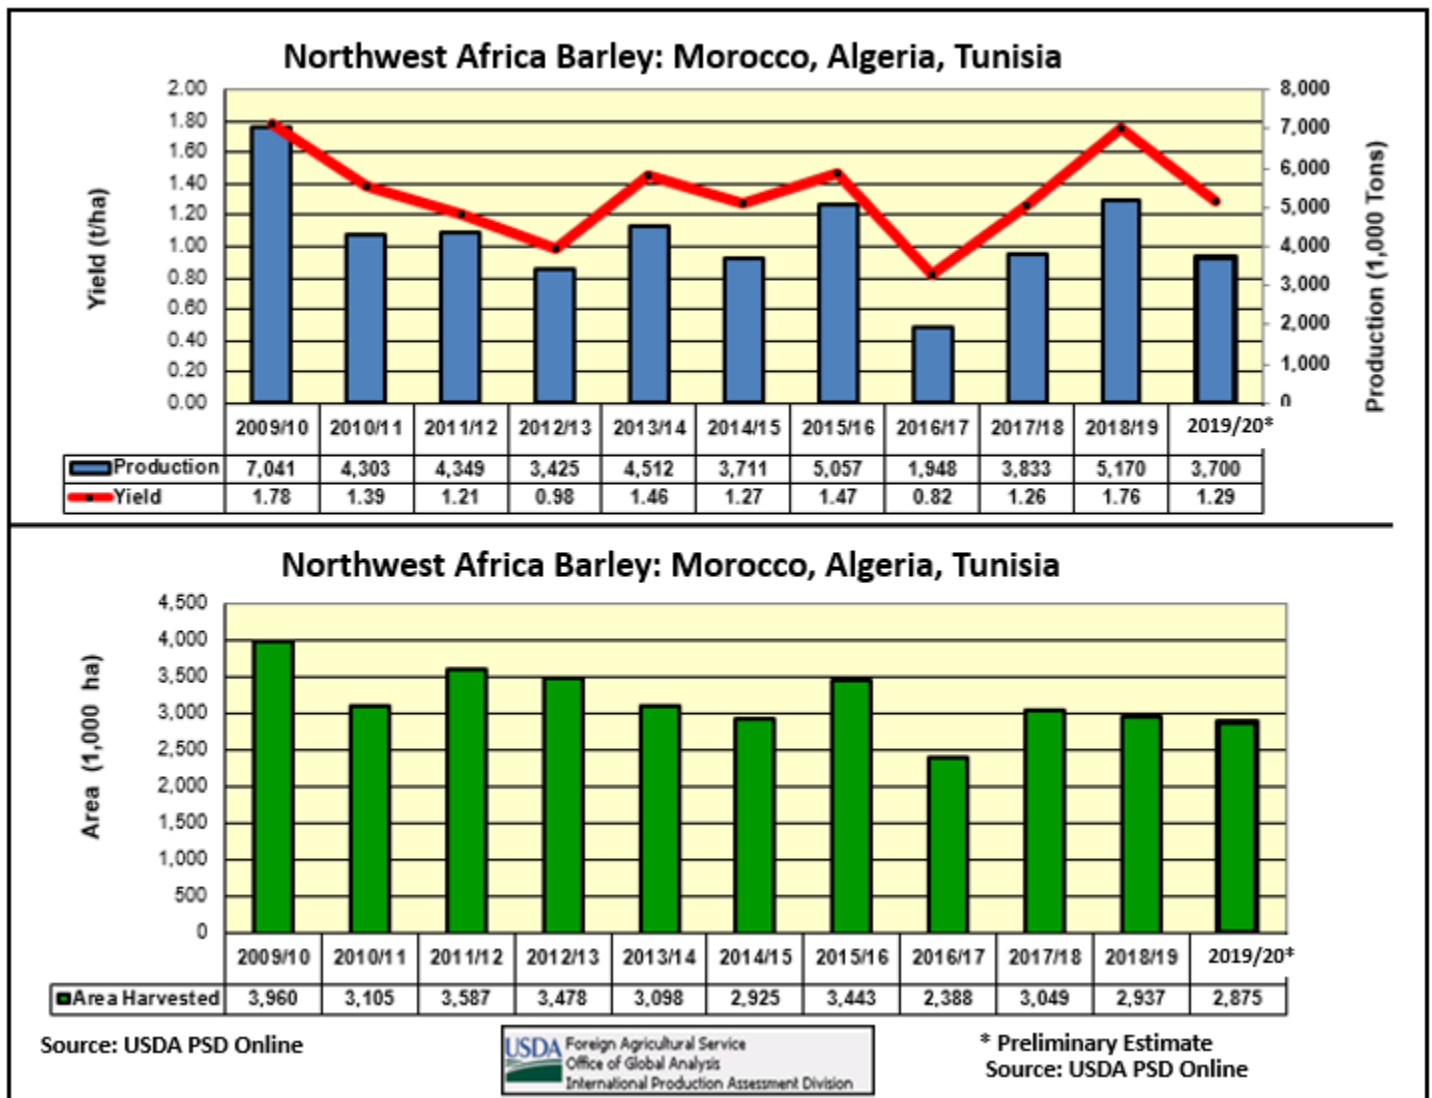 Northwest Africa Barley: Morocco, Algeria, Tunisia
Yield (t/ha)
2.00
1.80
1.60
1.40
1.20
1.00
0.80
0.60
0.40
0.20
0.00
8,000
7,000
6,000
5,000
4,000
3,000
2,000
1,000
0
Production (1,000 Tons)
2009/10 2010/11 2011/12 2012/13 2013/14 2014/15 2015/16 2016/17 2017/18 2018/19 2019/20*
Production 7,041 4,303 4,349 3,425 4,512 3,711 5,057 1,948 3,833 5,170 3,700
Yield 1.78 1.39 1.21 0.98 1.46 1.27 1.47 0.82 1.26 1.76 1.29
Northwest Africa Barley: Morocco, Algeria, Tunisia
Area (1,000 ha)
4,500
4,000
3,500
3,000
2,500
2,000
1,500
1,000
500
0
2009/10 2010/11 2011/12 2012/13 2013/14 2014/15 2015/16 2016/17 2017/18 2018/19 2019/20*
Area Harvested 3,960 3,105 3,587 3,478 3,098 2,925 3,443 2,388 3,049 2,937 2,875
Source: USDA PSD Online
USDA
Foreign Agricultural Service
Office of Global Analysis
International Production Assessment Division
* Preliminary Estimate
Source: USDA PSD Online